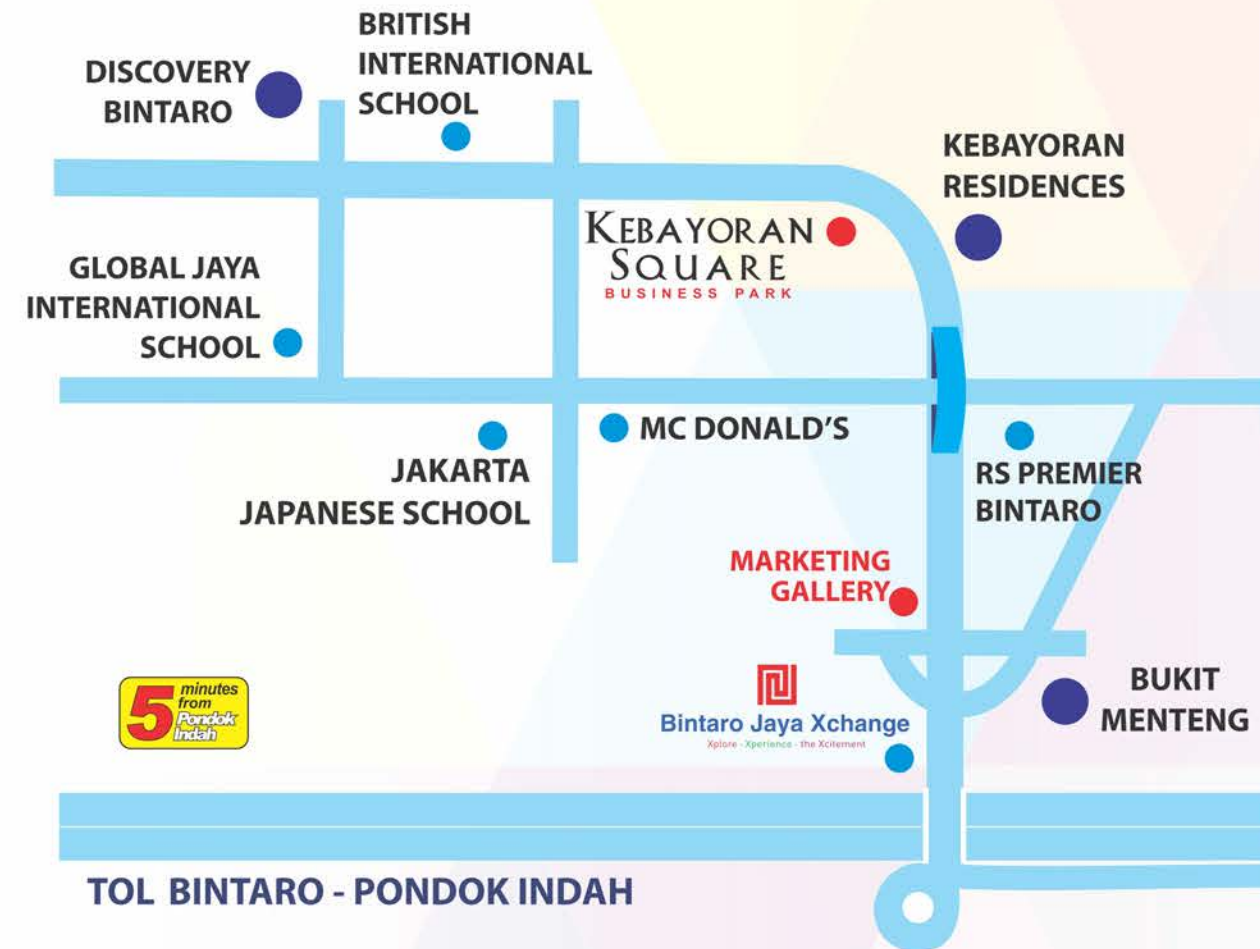 BRITISH
INTERNATIONAL
SCHOOL
DISCOVERY
BINTARO
KEBAYORAN
RESIDENCES
KEBAYORAN
SQUARE
BUSINESS PARK
GLOBAL JAYA
INTERNATIONAL
SCHOOL
MC DONALD'S
JAKARTA
JAPANESE SCHOOL
RS PREMIER
BINTARO
MARKETING
GALLERY
5 minutes
from
Pondok
Indah
Bintaro Jaya Xchange
Xplore - Xperience - the Xcitement
BUKIT
MENTENG
TOL BINTARO - PONDOK INDAH